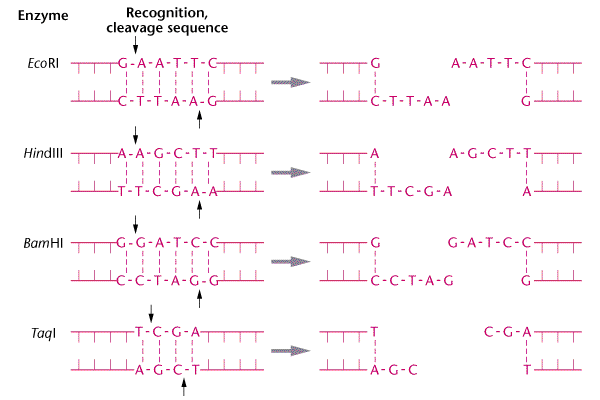 Enzyme
Recognition,
cleavage sequence
EcoRI
G-A-A-T-T-C
G
A-A-T-T-C
C-T-T-A-A-G
C-T-T-A-A
G
HindIII
A-A-G-C-T-T
A
A-G-C-T-T
T-T-C-G-A-A
T-T-C-G-A
A
BamHI
G-G-A-T-C-C
G
G-A-T-C-C
C-C-T-A-G-G
C-C-T-A-G
G
TaqI
T-C-G-A
T
C-G-A
A-G-C-T
A-G-C
T